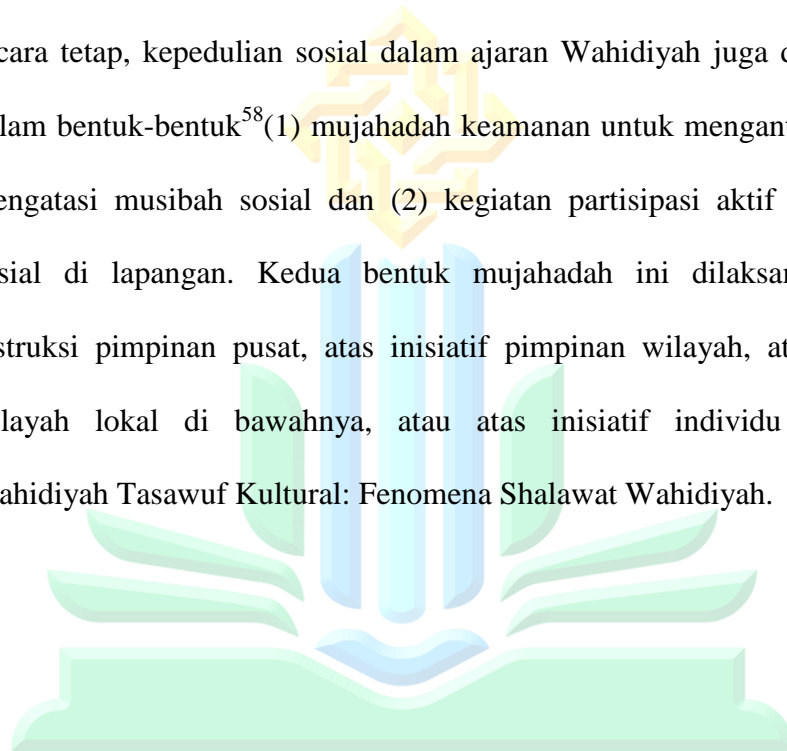 cara tetap, kepedulian sosial dalam ajaran Wahidiyah juga
lam bentuk-bentuk58(1) mujahadah keamanan untuk mengant
engatasi musibah sosial dan (2) kegiatan partisipasi aktif
sial di lapangan. Kedua bentuk mujahadah ini dilaksan
struksi pimpinan pusat, atas inisiatif pimpinan wilayah, at
layah lokal di bawahnya, atau atas inisiatif individu
ahidiyah Tasawuf Kultural: Fenomena Shalawat Wahidiyah.